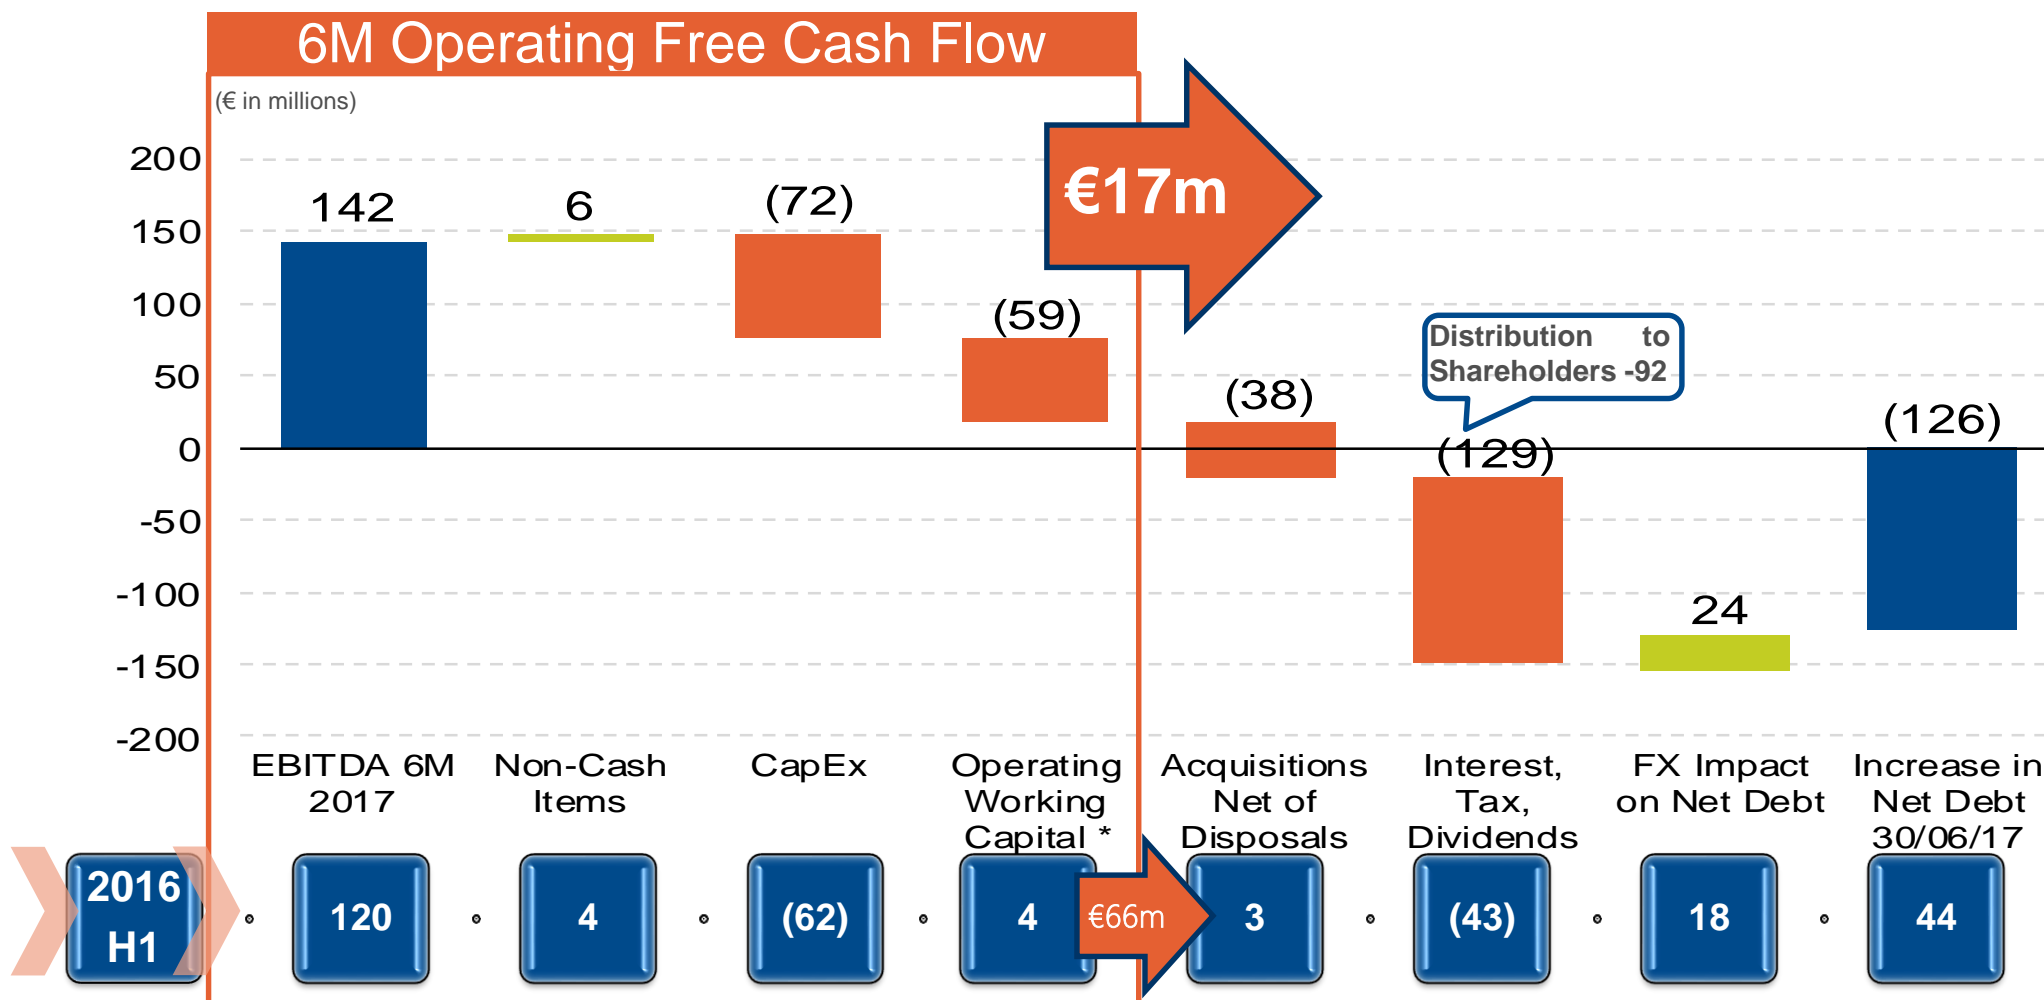 6M Operating Free Cash Flow
(€ in millions)
€17m
200
150
100
50
0
-50
-100
-150
-200
142
6
(72)
(59)
(38)
(129)
24
(126)
Distribution to
Shareholders -92
EBITDA 6M
2017
Non-Cash
Items
CapEx
Operating
Working
Capital *
Acquisitions
Net of
Disposals
Interest,
Tax,
Dividends
FX Impact
on Net Debt
Increase in
Net Debt
30/06/17
2016
H1
120
4
(62)
4
€66m
3
(43)
18
44